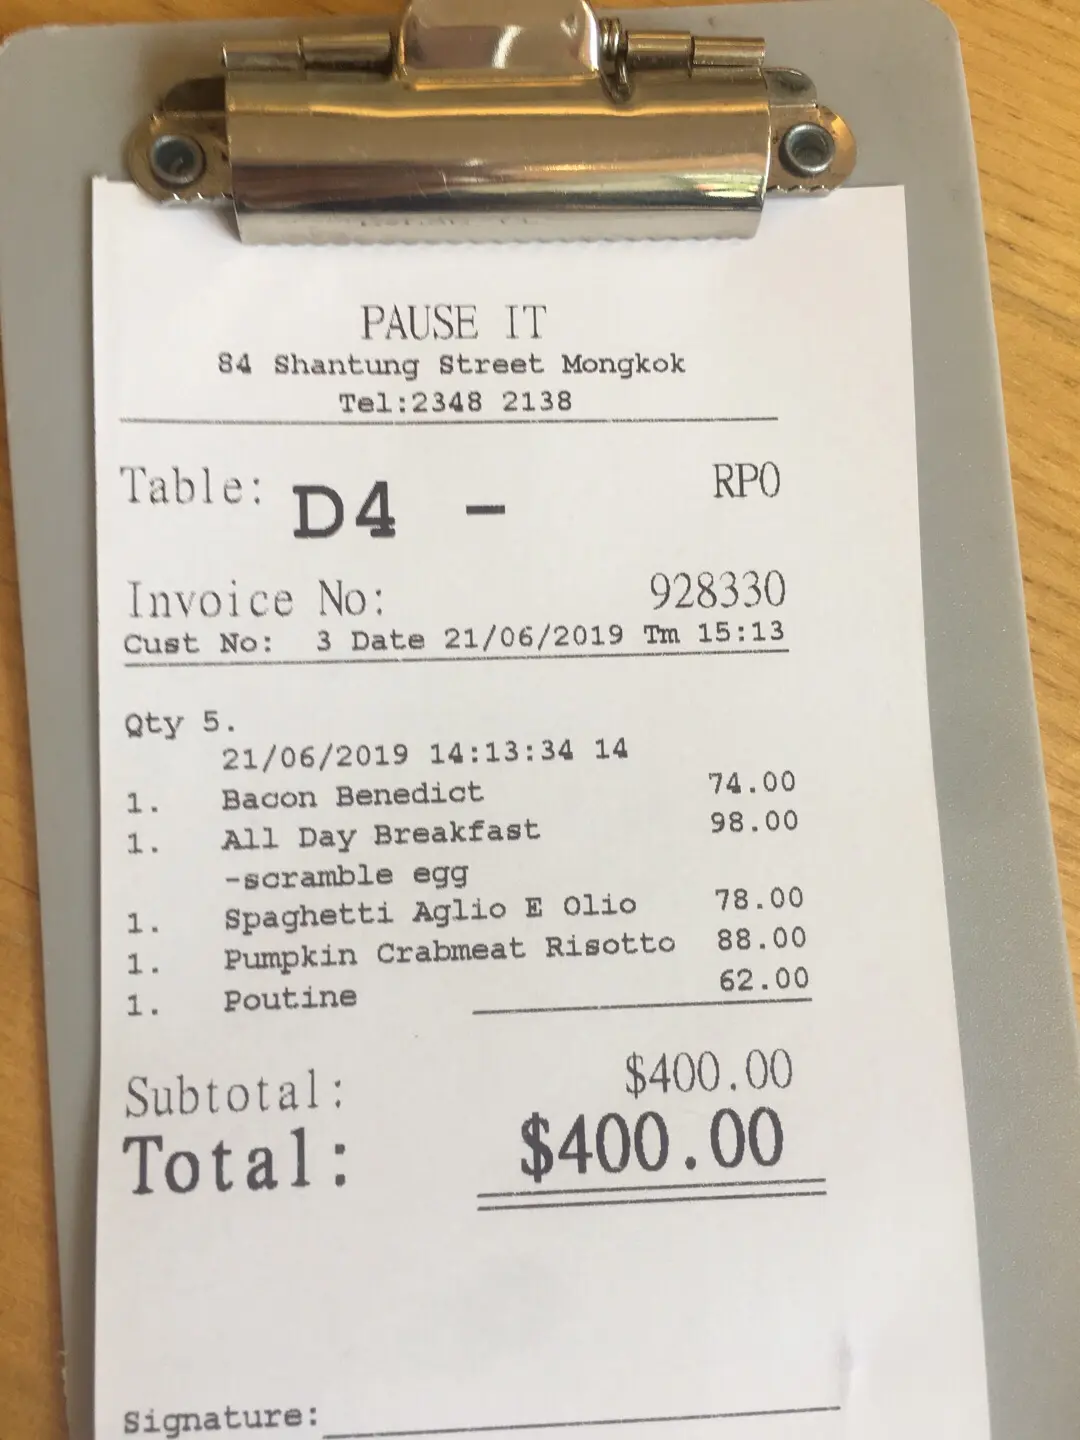 PAUSE IT
84 Shantung Street Mongkok
Tel:2348 2138
Table: D4 - RP0
Invoice No: 928330
Cust No: 3 Date 21/06/2019 Tm 15:13
Qty 5.
21/06/2019 14:13:34 14
1. Bacon Benedict 74.00
1. All Day Breakfast 98.00
-scramble egg
1. Spaghetti Aglio E Olio 78.00
1. Pumpkin Crabmeat Risotto 88.00
1. Poutine 62.00
Subtotal: $400.00
Total: $400.00
Signature: